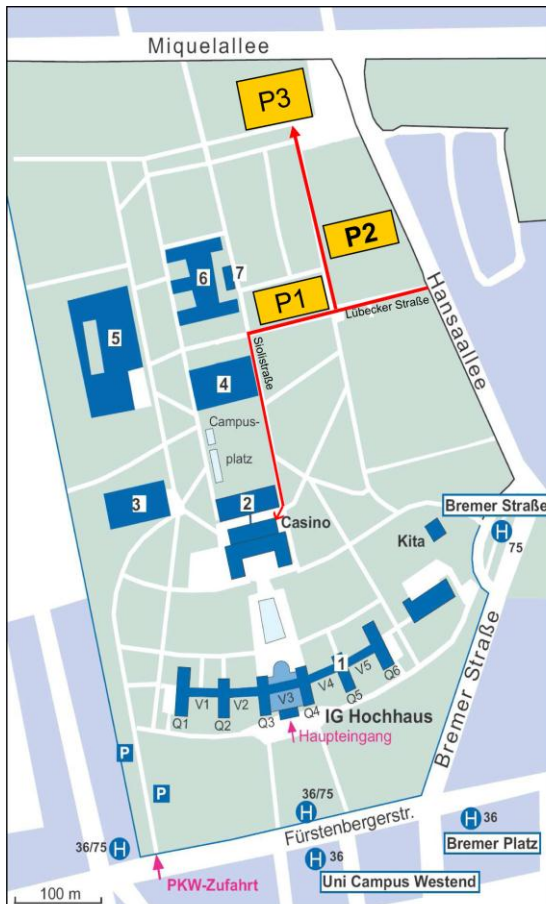 Miquelallee
P3
P2
6
7
P1
Hansaallee
Lübecker Straße
5
Siolistraße
4
Campus-
platz
3
2
Casino
Bremer Straße
H
75
Kita
1
V1
V2
V3
V4
V5
Q1
Q2
Q3
Q4
Q5
Q6
IG Hochhaus
Haupteingang
Bremer Straße
P
P
36/75
H
Fürstenbergerstr.
H 36
Bremer Platz
36/75 H
H 36
Uni Campus Westend
PKW-Zufahrt
100 m